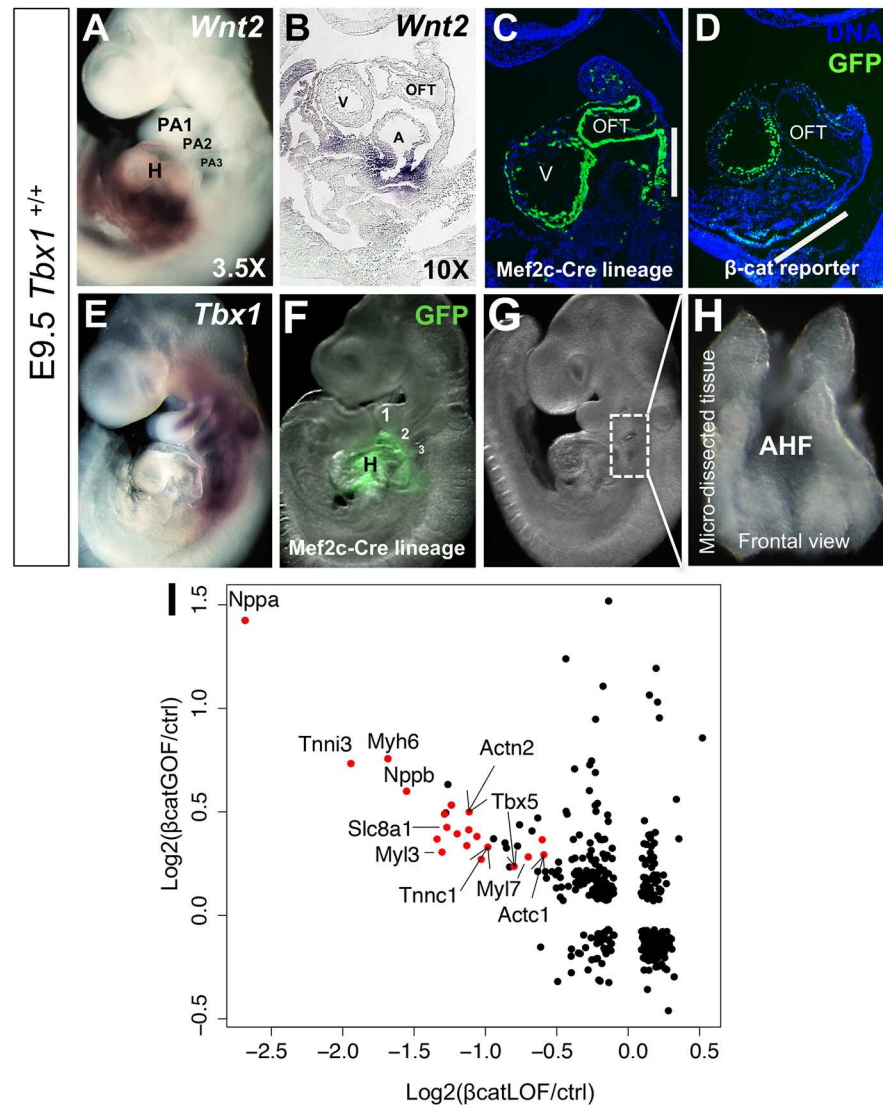 E9.5 Tbx1 +/+
A
Wnt2
PA1
PA2
PA3
H
3.5X
B
Wnt2
V
OFT
A
10X
C
OFT
V
Mef2c-Cre lineage
D
DNA
GFP
OFT
β-cat reporter
E
Tbx1
F
GFP
1
2
3
H
Mef2c-Cre lineage
G
H
Micro-dissected tissue
AHF
Frontal view
I
Log2(βcatGOF/ctrl)
1.5
1.0
0.5
0.0
−0.5
Nppa
Tnni3
Myh6
Nppb
Actn2
Tbx5
Slc8a1
Myl3
Tnnc1
Myl7
Actc1
−2.5
−2.0
−1.5
−1.0
−0.5
0.0
0.5
Log2(βcatLOF/ctrl)